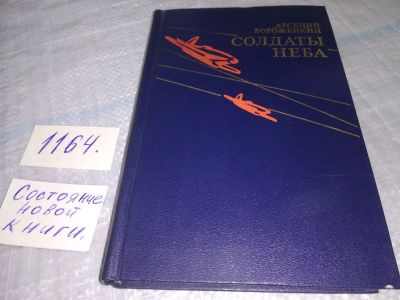 АРСЕНИЙ
ВОРОЖЕЙКИН
СОЛДАТЫ
НЕБА
1164.
Состояние
новой
книги.